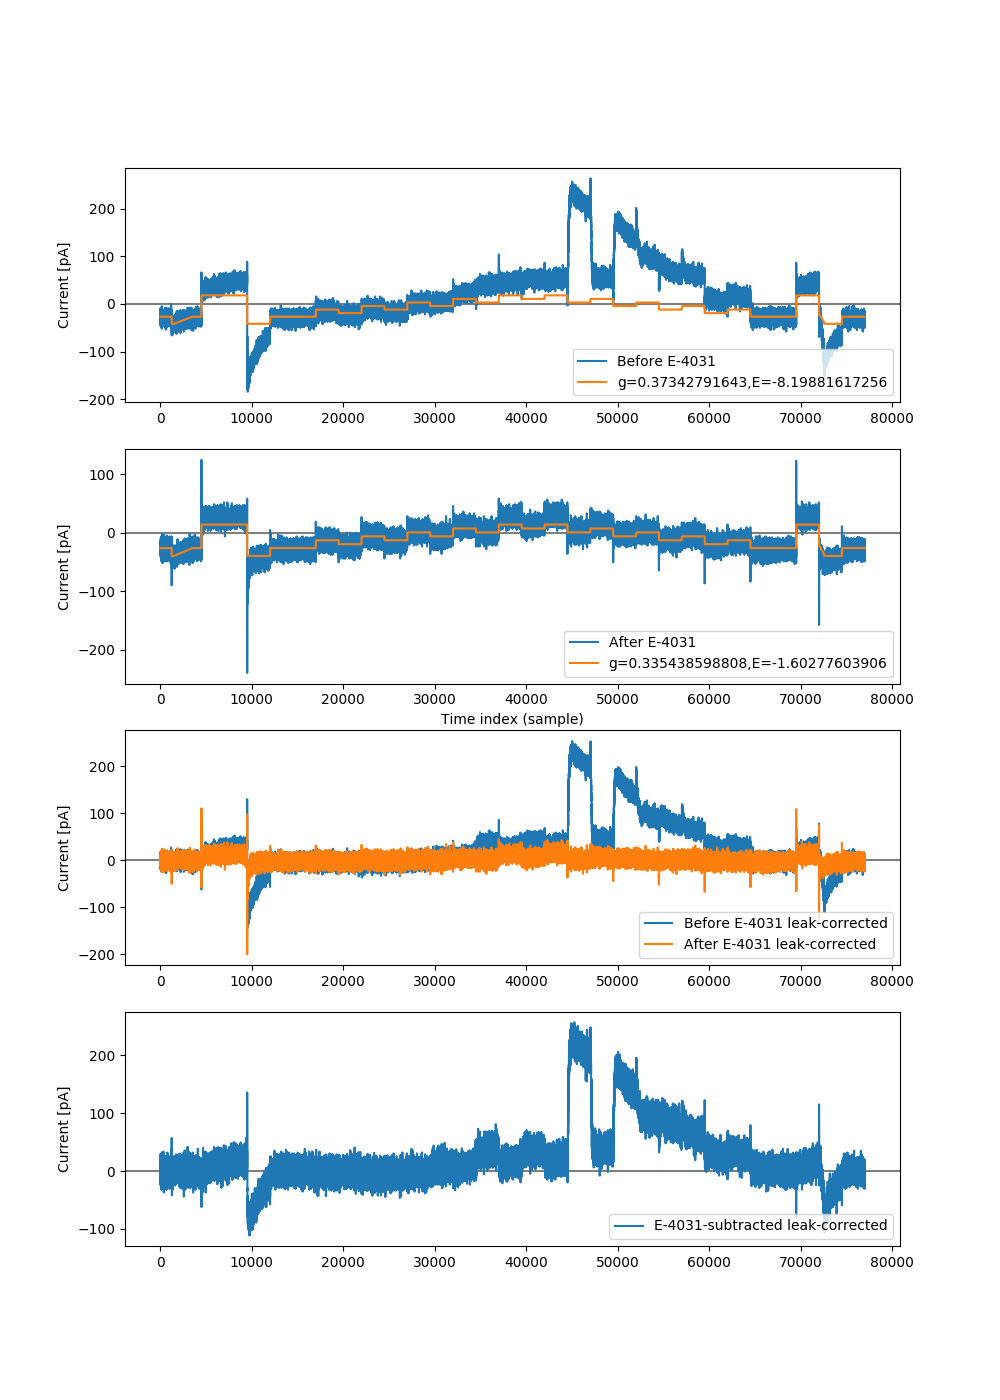 200
100
0
−100
−200
Current [pA]
Before E-4031
g=0.37342791643,E=-8.19881617256
0 10000 20000 30000 40000 50000 60000 70000 80000
100
0
−100
−200
Current [pA]
After E-4031
g=0.335438598808,E=-1.60277603906
0 10000 20000 30000 40000 50000 60000 70000 80000
Time index (sample)
200
100
0
−100
−200
Current [pA]
Before E-4031 leak-corrected
After E-4031 leak-corrected
0 10000 20000 30000 40000 50000 60000 70000 80000
200
100
0
−100
Current [pA]
E-4031-subtracted leak-corrected
0 10000 20000 30000 40000 50000 60000 70000 80000